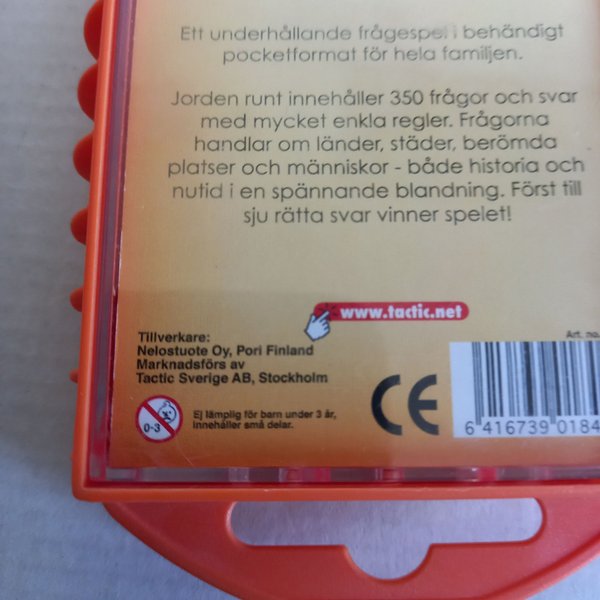 Ett underhållande frågespel i behändigt
pocketformat för hela familjen.
Jorden runt innehåller 350 frågor och svar
med mycket enkla regler. Frågorna
handlar om länder, städer, berömda
platser och människor - både historia och
nutid i en spännande blandning. Först till
sju rätta svar vinner spelet!
www.tactic.net
Tillverkare:
Nelostuote Oy, Pori Finland
Marknadsförs av
Tactic Sverige AB, Stockholm
Art. no.
CE
0-3
Ej lämplig för barn under 3 år,
innehåller små delar.
6 416739 0184